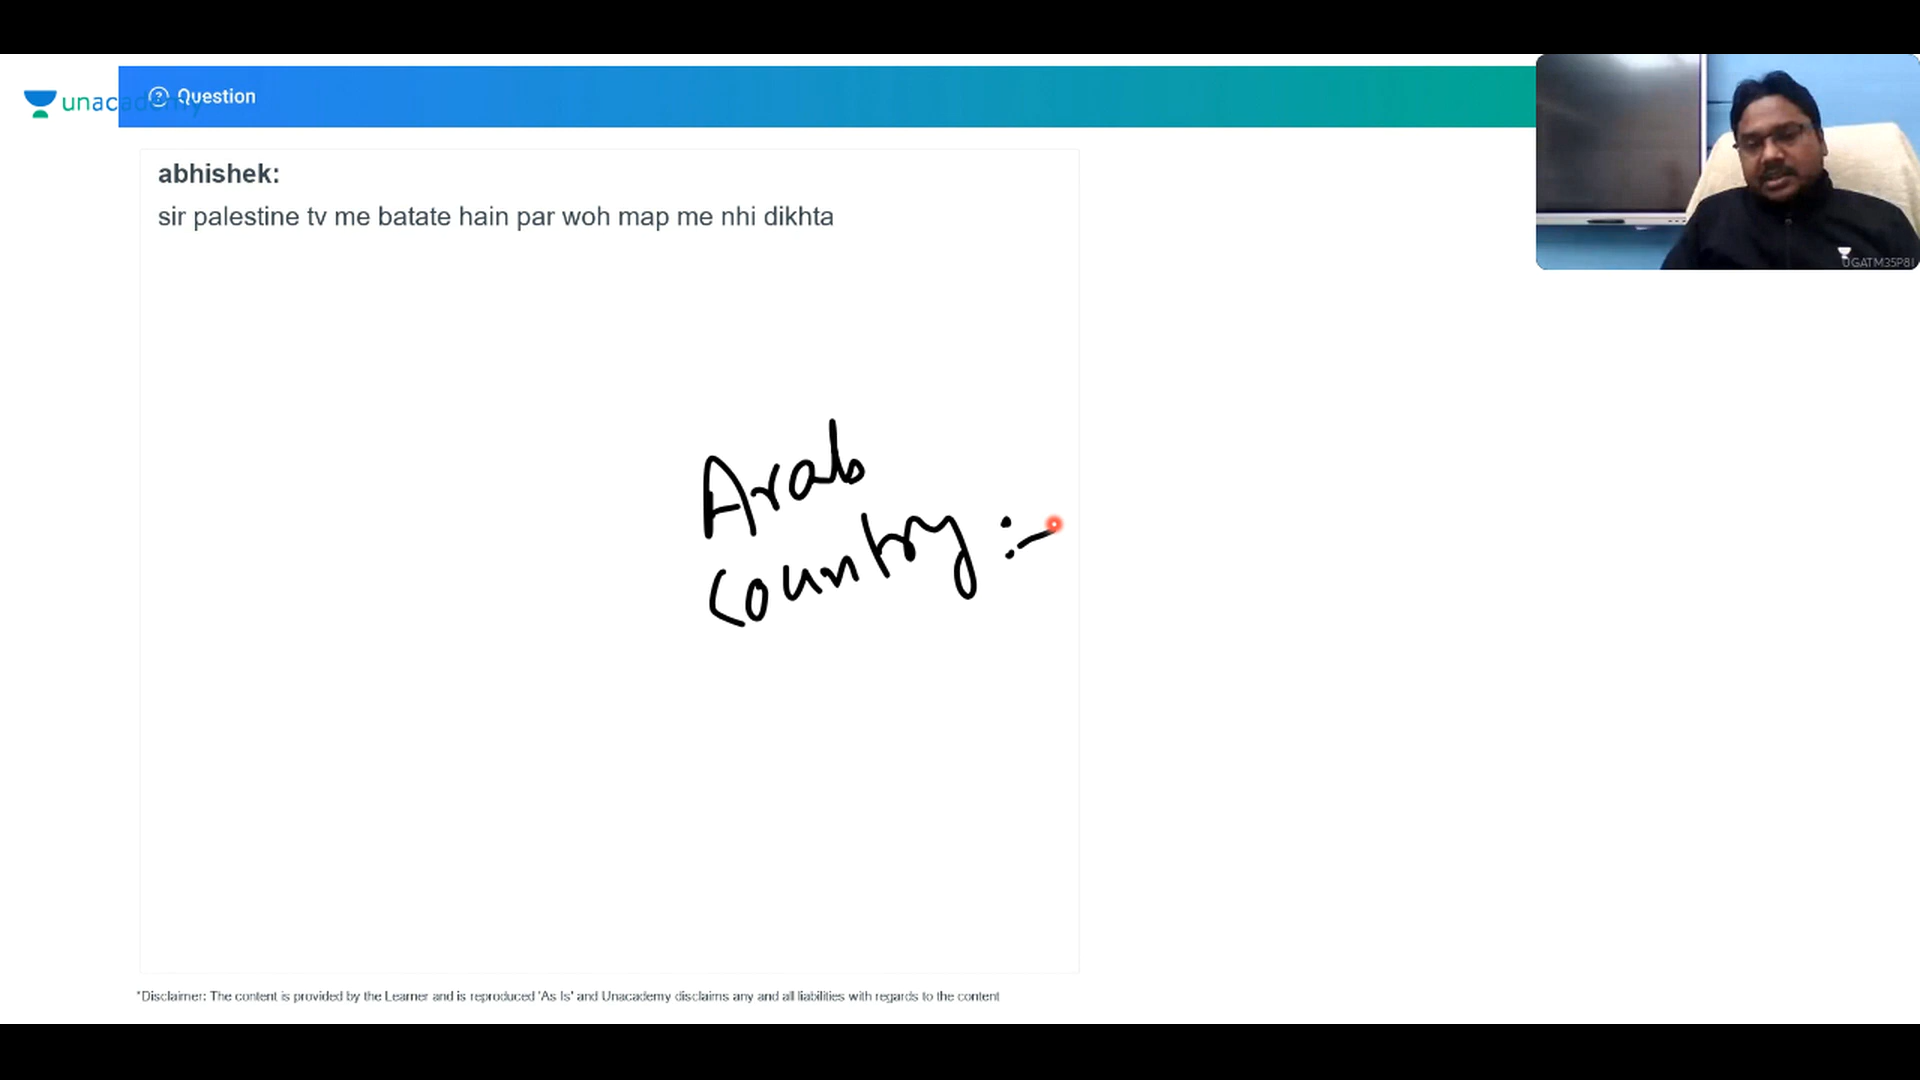 unacademy
Question
abhishek:
sir palestine tv me batate hain par woh map me nhi dikhta
Arab
Country :-
*Disclaimer: The content is provided by the Learner and is reproduced 'As Is' and Unacademy disclaims any and all liabilities with regards to the content
UGATM35P8I